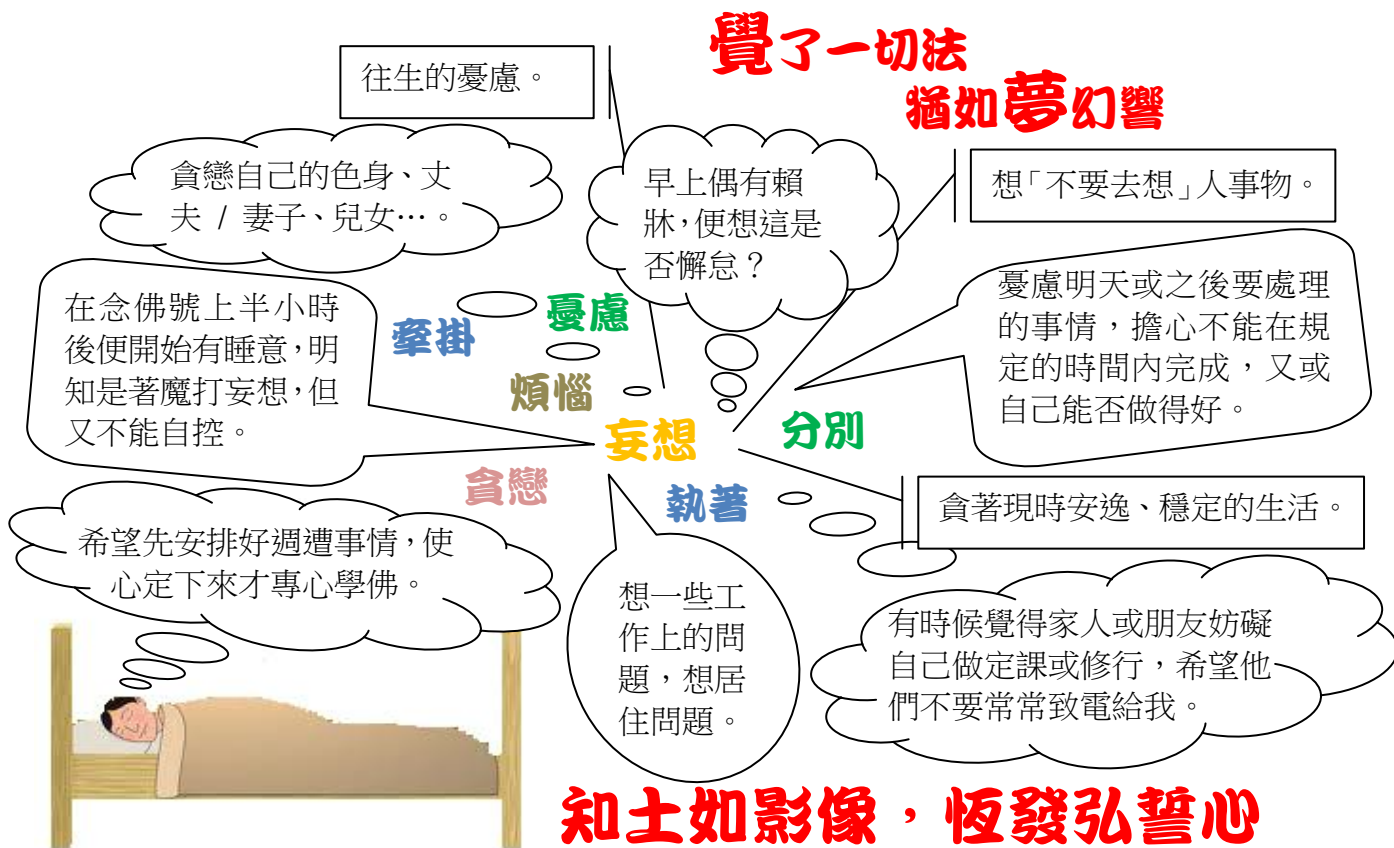 覺了一切法
猶如夢幻響
往生的憂慮。
貪戀自己的色身、丈
夫 / 妻子、兒女…。
早上偶有賴
牀,便想這是
否懈怠？
想「不要去想」人事物。
在念佛號上半小時
後便開始有睡意,明
知是著魔打妄想,但
又不能自控。
憂慮明天或之後要處理
的事情，擔心不能在規
定的時間內完成，又或
自己能否做得好。
憂慮
牽掛
煩惱
妄想
分別
貪戀
執著
貪著現時安逸、穩定的生活。
希望先安排好週遭事情,使
心定下來才專心學佛。
想一些工
作上的問
題，想居
住問題。
有時候覺得家人或朋友妨礙
自己做定課或修行，希望他
們不要常常致電給我。
知土如影像，恆發弘誓心